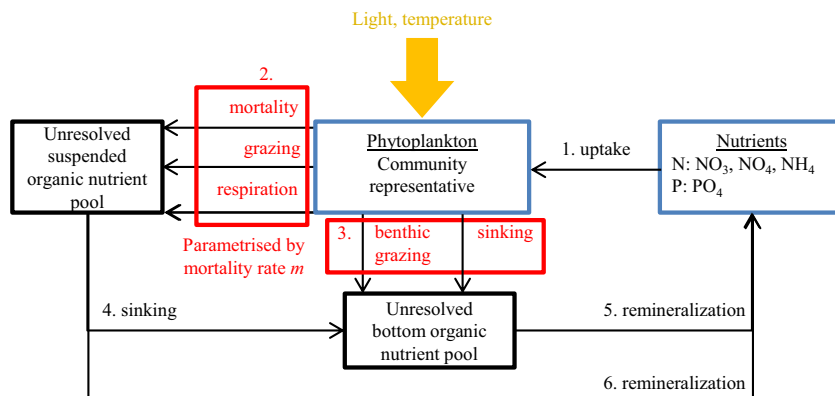 Light, temperature
2.
mortality
grazing
respiration
Parametrised by
mortality rate m
Unresolved
suspended
organic nutrient
pool
Phytoplankton
Community
representative
1. uptake
Nutrients
N: NO₃, NO₄, NH₄
P: PO₄
3. benthic
grazing
sinking
4. sinking
Unresolved
bottom organic
nutrient pool
5. remineralization
6. remineralization